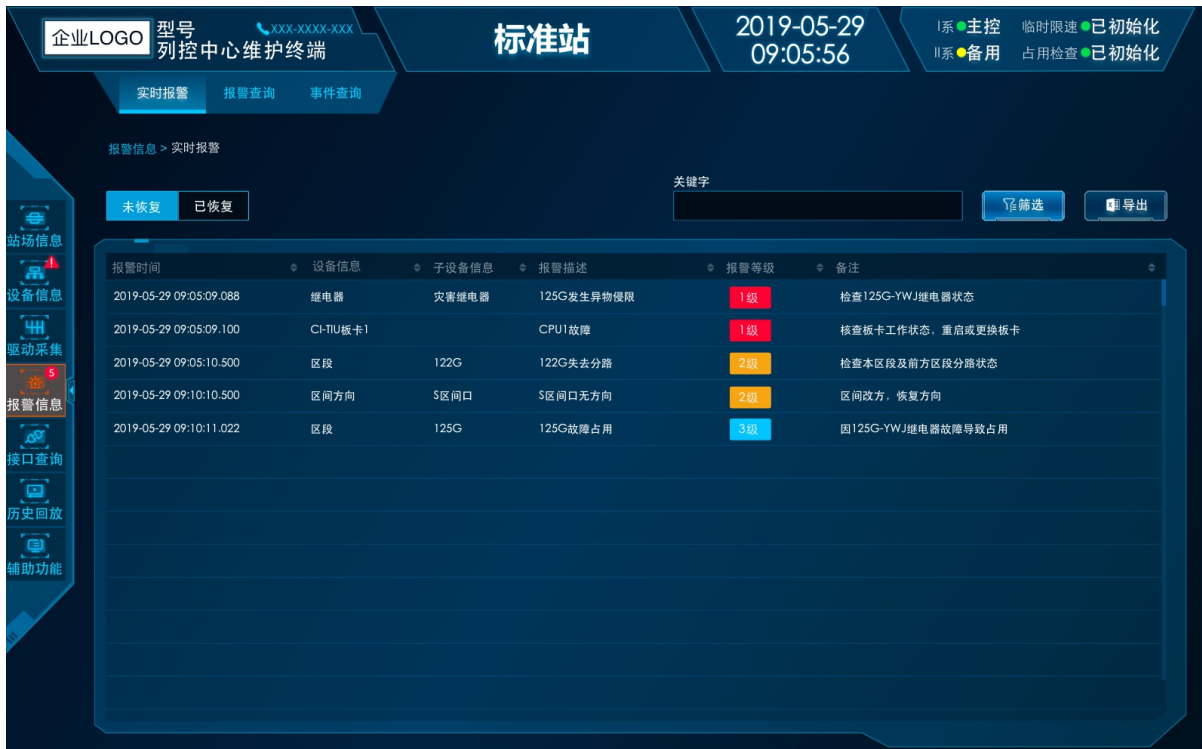 企业LOGO
型号
XXX-XXXX-XXX
列控中心维护终端
标准站
2019-05-29
09:05:56
I系 主控 临时限速 已初始化
II系 备用 占用检查 已初始化
实时报警 报警查询 事件查询
报警信息 > 实时报警
关键字
未恢复 已恢复
筛选 导出
站场信息
设备信息
驱动采集
5
报警信息
接口查询
历史回放
辅助功能
报警时间 设备信息 子设备信息 报警描述 报警等级 备注
2019-05-29 09:05:09.088 继电器 灾害继电器 125G发生异物侵限 1级 检查125G-YWJ继电器状态
2019-05-29 09:05:09.100 CI-TIU板卡1 CPU1故障 1级 核查板卡工作状态，重启或更换板卡
2019-05-29 09:05:10.500 区段 122G 122G失去分路 2级 检查本区段及前方区段分路状态
2019-05-29 09:10:10.500 区间方向 S区间口 S区间口无方向 2级 区间改方，恢复方向
2019-05-29 09:10:11.022 区段 125G 125G故障占用 3级 因125G-YWJ继电器故障导致占用